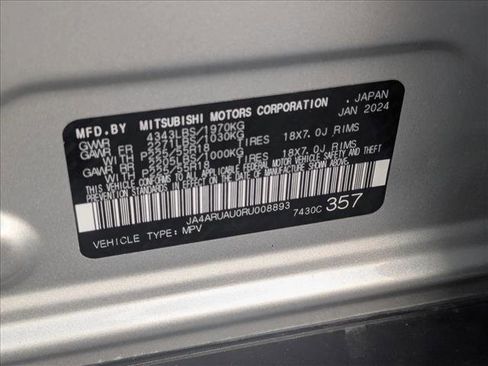 MFD.BY MITSUBISHI MOTORS CORPORATION . JAPAN
GVWR 4343LBS/1970KG JAN 2024
GAWR FR 2271LBS/1030KG
WITH P225/55R18 TIRES 18X7.0J RIMS
GAWR RR 2205LBS/1000KG
WITH P225/55R18 TIRES 18X7.0J RIMS
THIS VEHICLE CONFORMS TO ALL APPLICABLE FEDERAL MOTOR VEHICLE SAFETY, BUMPER AND THEFT
PREVENTION STANDARDS IN EFFECT ON THE DATE OF MANUFACTURE SHOWN ABOVE.
JA4ARUAU0RU008893 7430C 357
VEHICLE TYPE: MPV